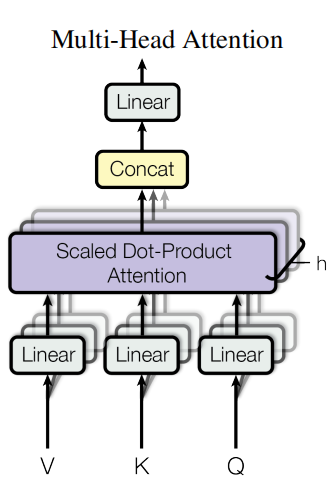 Multi-Head Attention
Linear
Concat
Scaled Dot-Product
Attention
h
Linear Linear Linear
V K Q